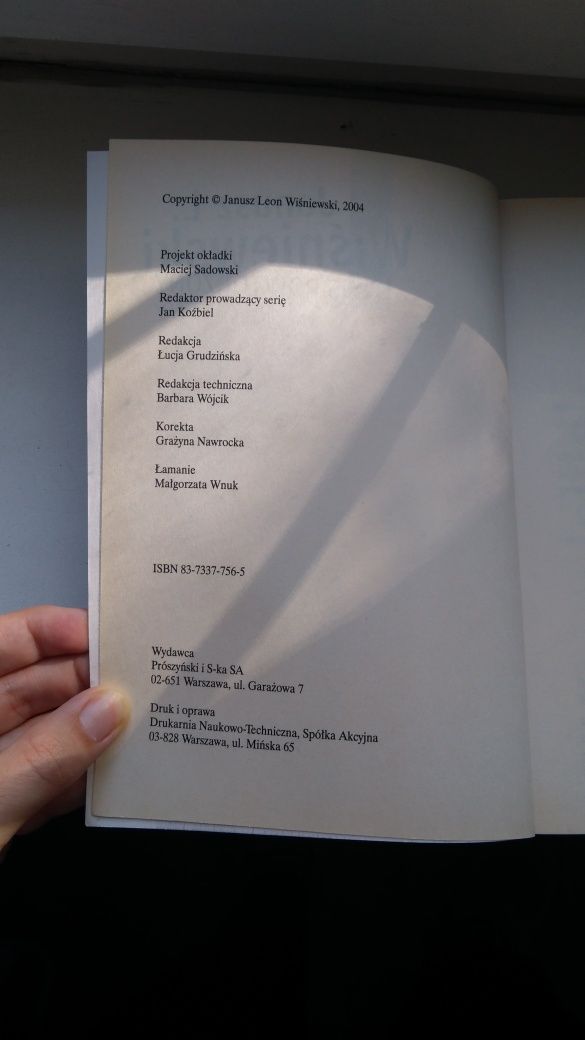 Copyright © Janusz Leon Wiśniewski, 2004
Projekt okładki
Maciej Sadowski
Redaktor prowadzący serię
Jan Koźbiel
Redakcja
Łucja Grudzińska
Redakcja techniczna
Barbara Wójcik
Korekta
Grażyna Nawrocka
Łamanie
Małgorzata Wnuk
ISBN 83-7337-756-5
Wydawca
Prószyński i S-ka SA
02-651 Warszawa, ul. Garażowa 7
Druk i oprawa
Drukarnia Naukowo-Techniczna, Spółka Akcyjna
03-828 Warszawa, ul. Mińska 65